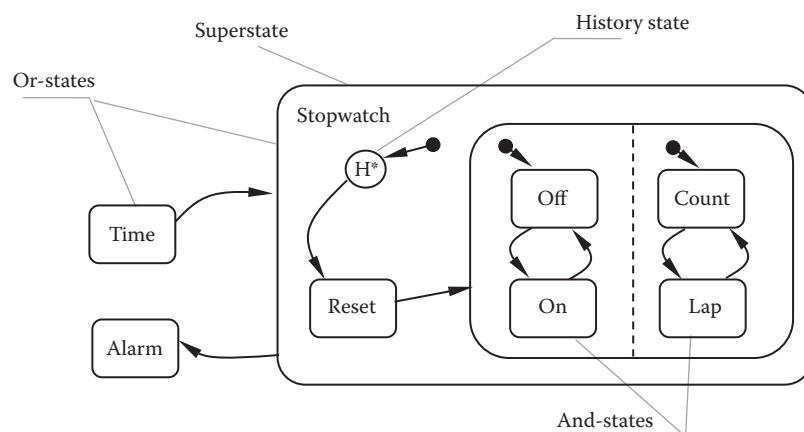 History state
Superstate
Or-states
Stopwatch
H*
Off
Count
Time
Reset
On
Lap
Alarm
And-states